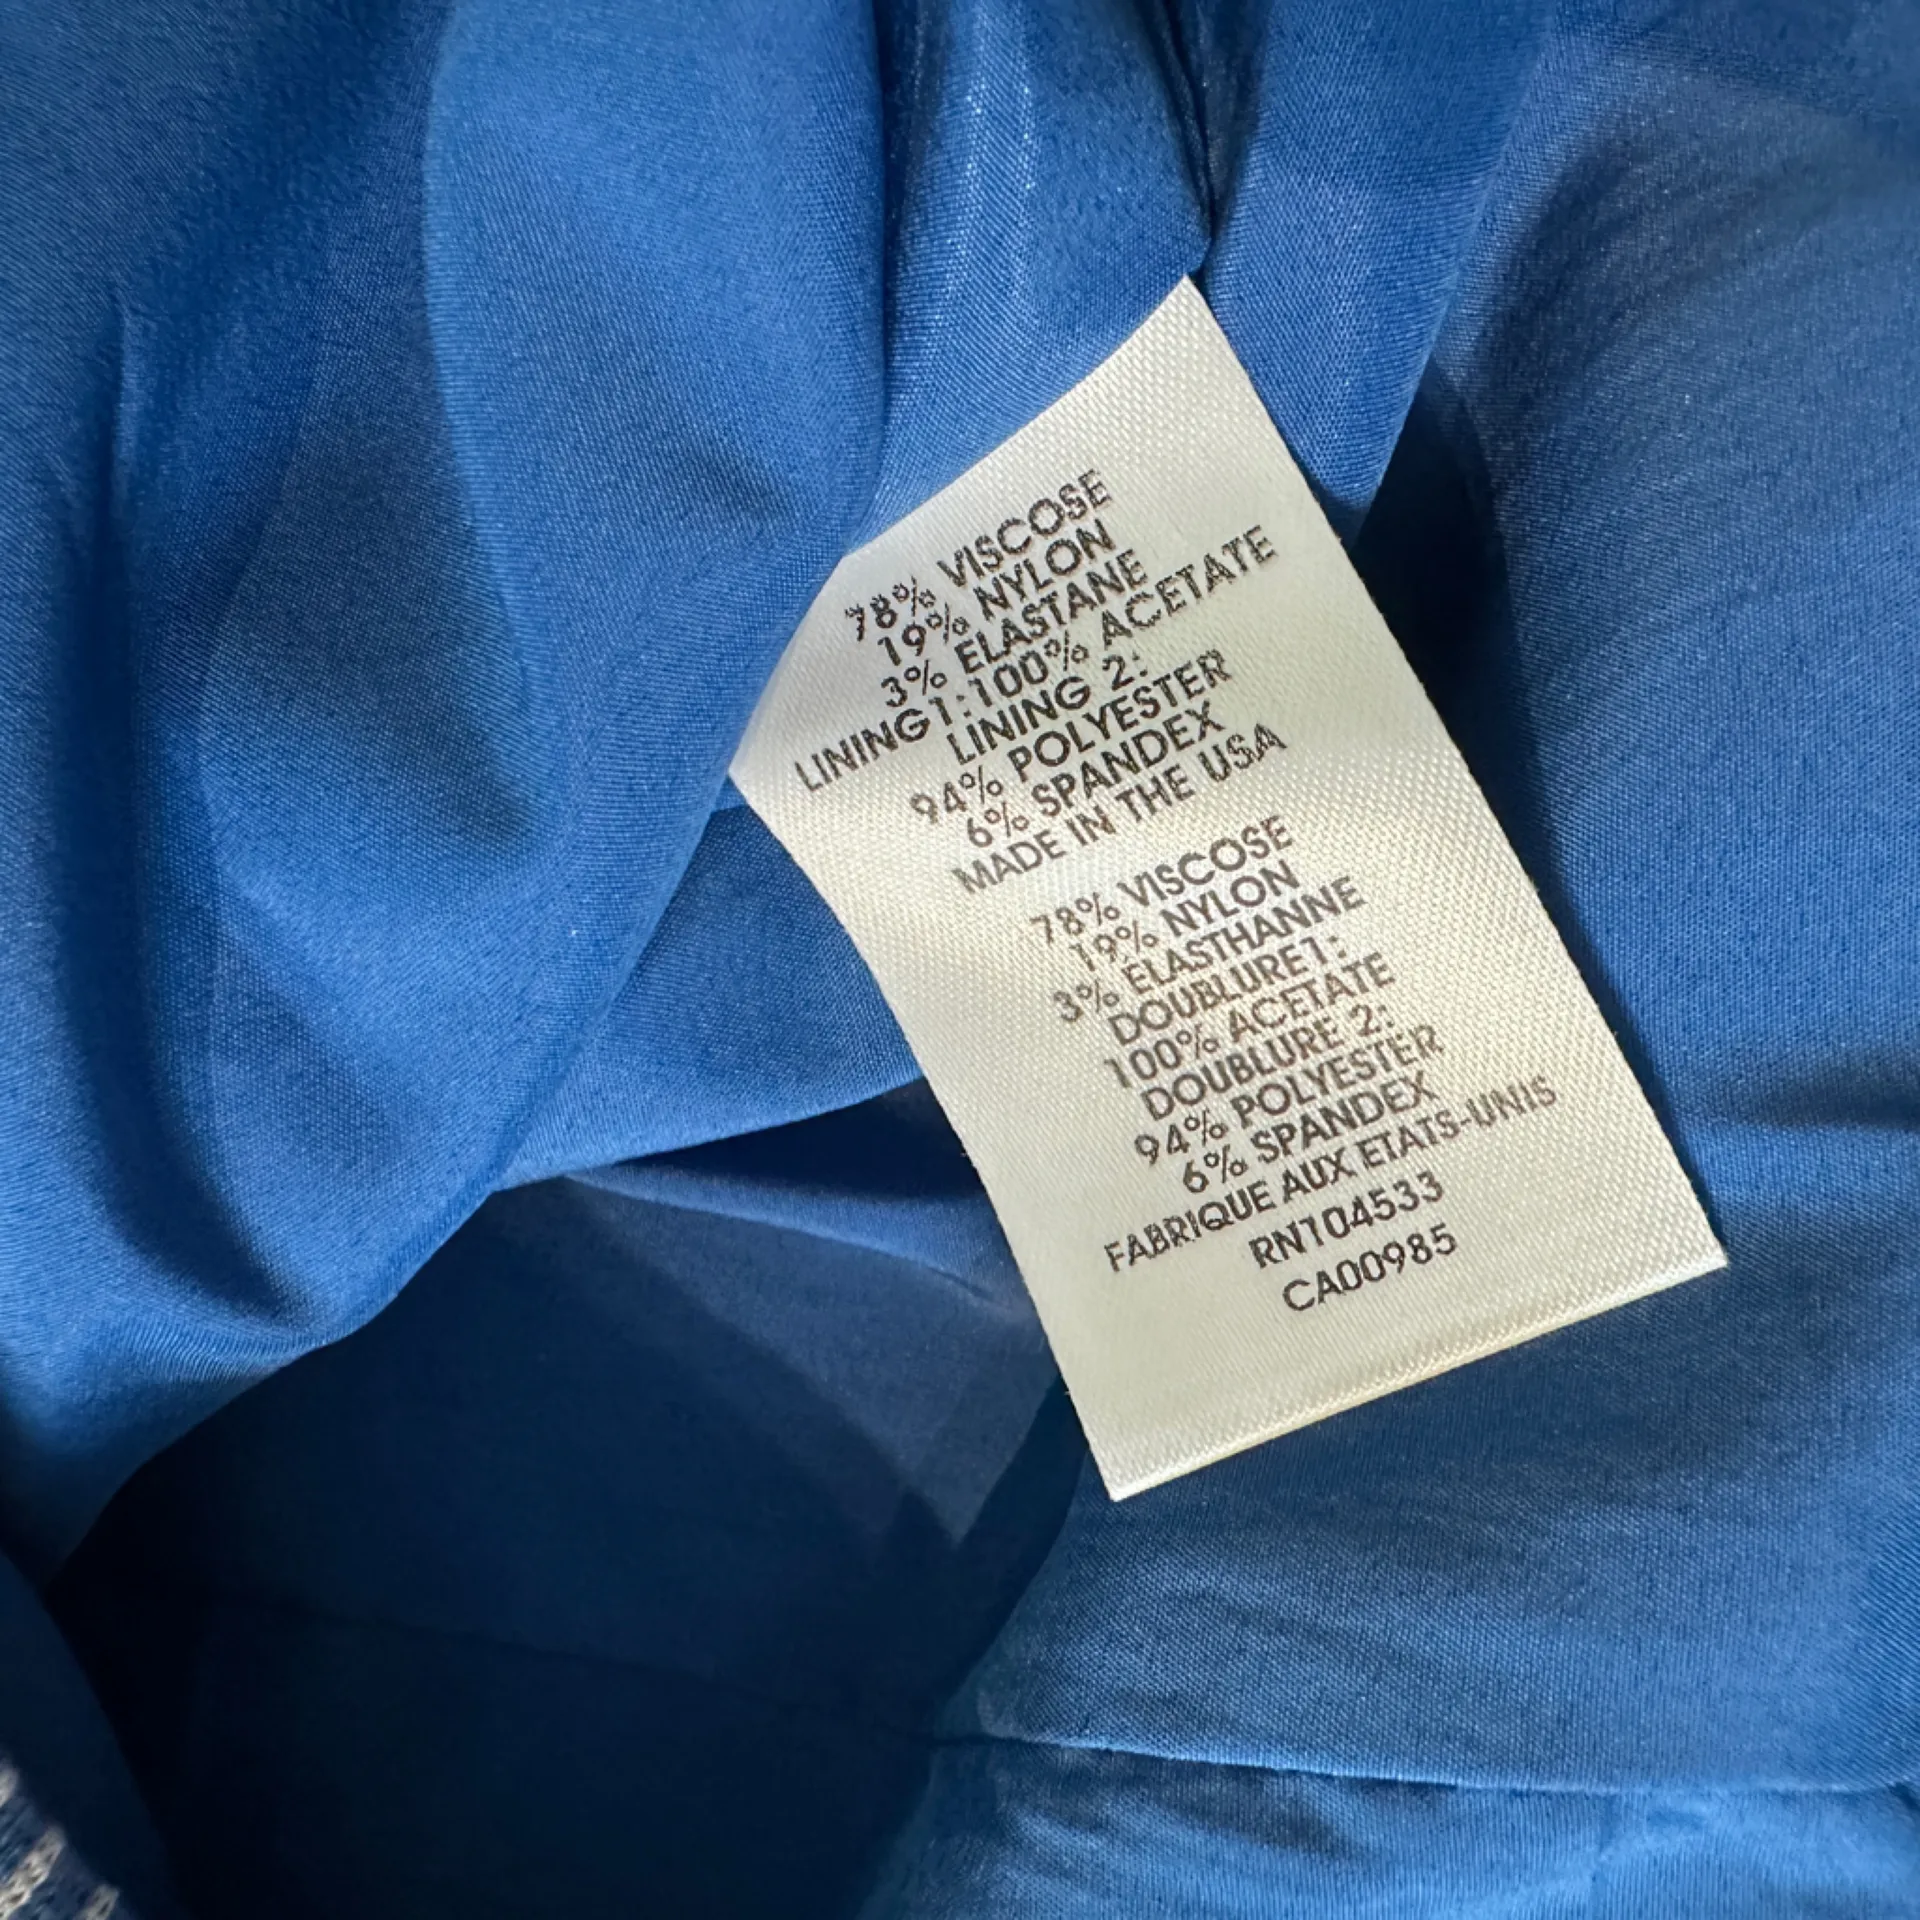 78% VISCOSE
19% NYLON
3% ELASTANE
LINING1:100% ACETATE
LINING 2:
94% POLYESTER
6% SPANDEX
MADE IN THE USA
78% VISCOSE
19% NYLON
3% ELASTHANNE
DOUBLURE1:
100% ACETATE
DOUBLURE 2:
94% POLYESTER
6% SPANDEX
FABRIQUE AUX ETATS-UNIS
RN104533
CA00985